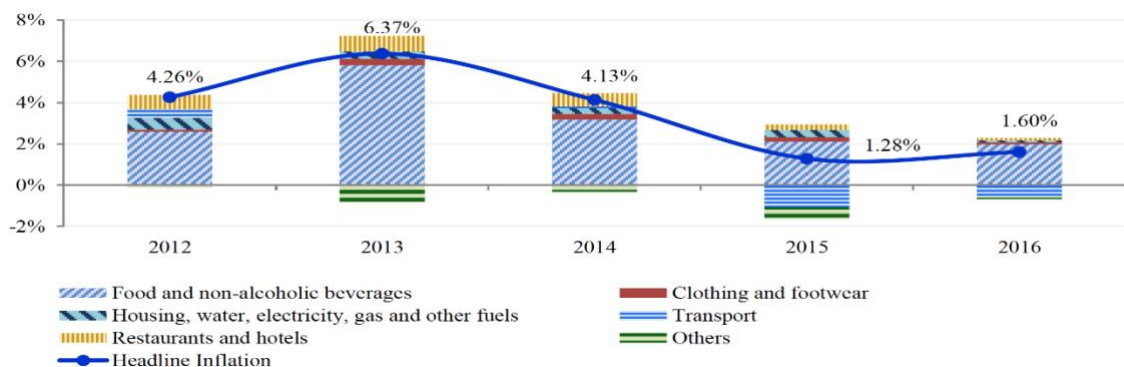 8%
6.37%
6%
4.26%
4.13%
4%
1.60%
2%
1.28%
0%
-2%
2012 2013 2014 2015 2016
Food and non-alcoholic beverages Clothing and footwear
Housing, water, electricity, gas and other fuels Transport
Restaurants and hotels Others
Headline Inflation